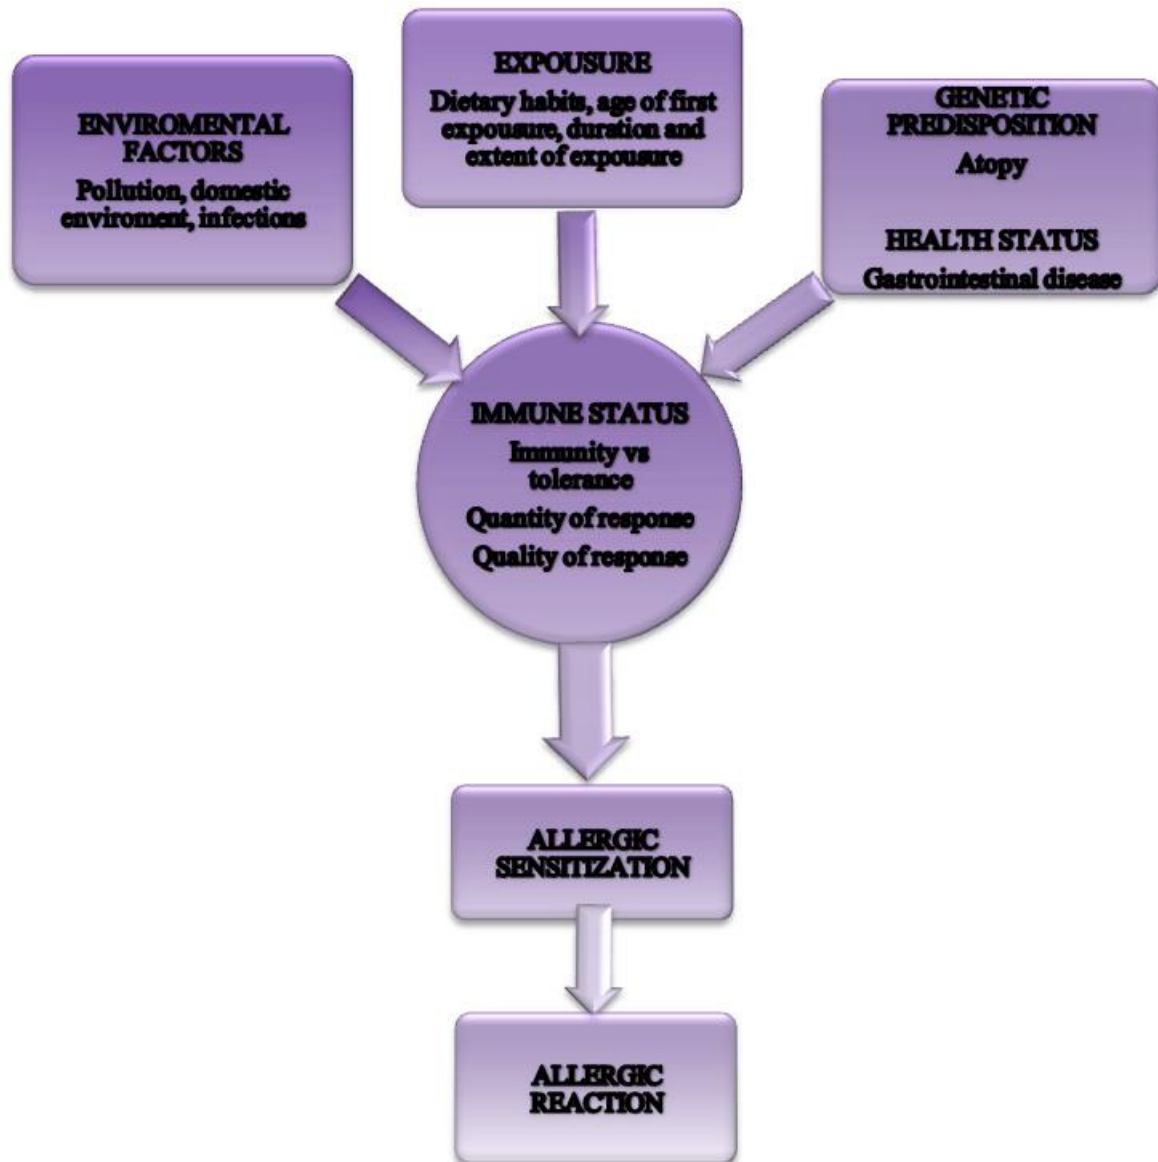 ENVIROMENTAL
FACTORS
Pollution, domestic
enviroment, infections
EXPOUSURE
Dietary habits, age of first
expousure, duration and
extent of expousure
GENETIC
PREDISPOSITION
Atopy
HEALTH STATUS
Gastrointestinal disease
IMMUNE STATUS
Immunity vs
tolerance
Quantity of response
Quality of response
ALLERGIC
SENSITIZATION
ALLERGIC
REACTION